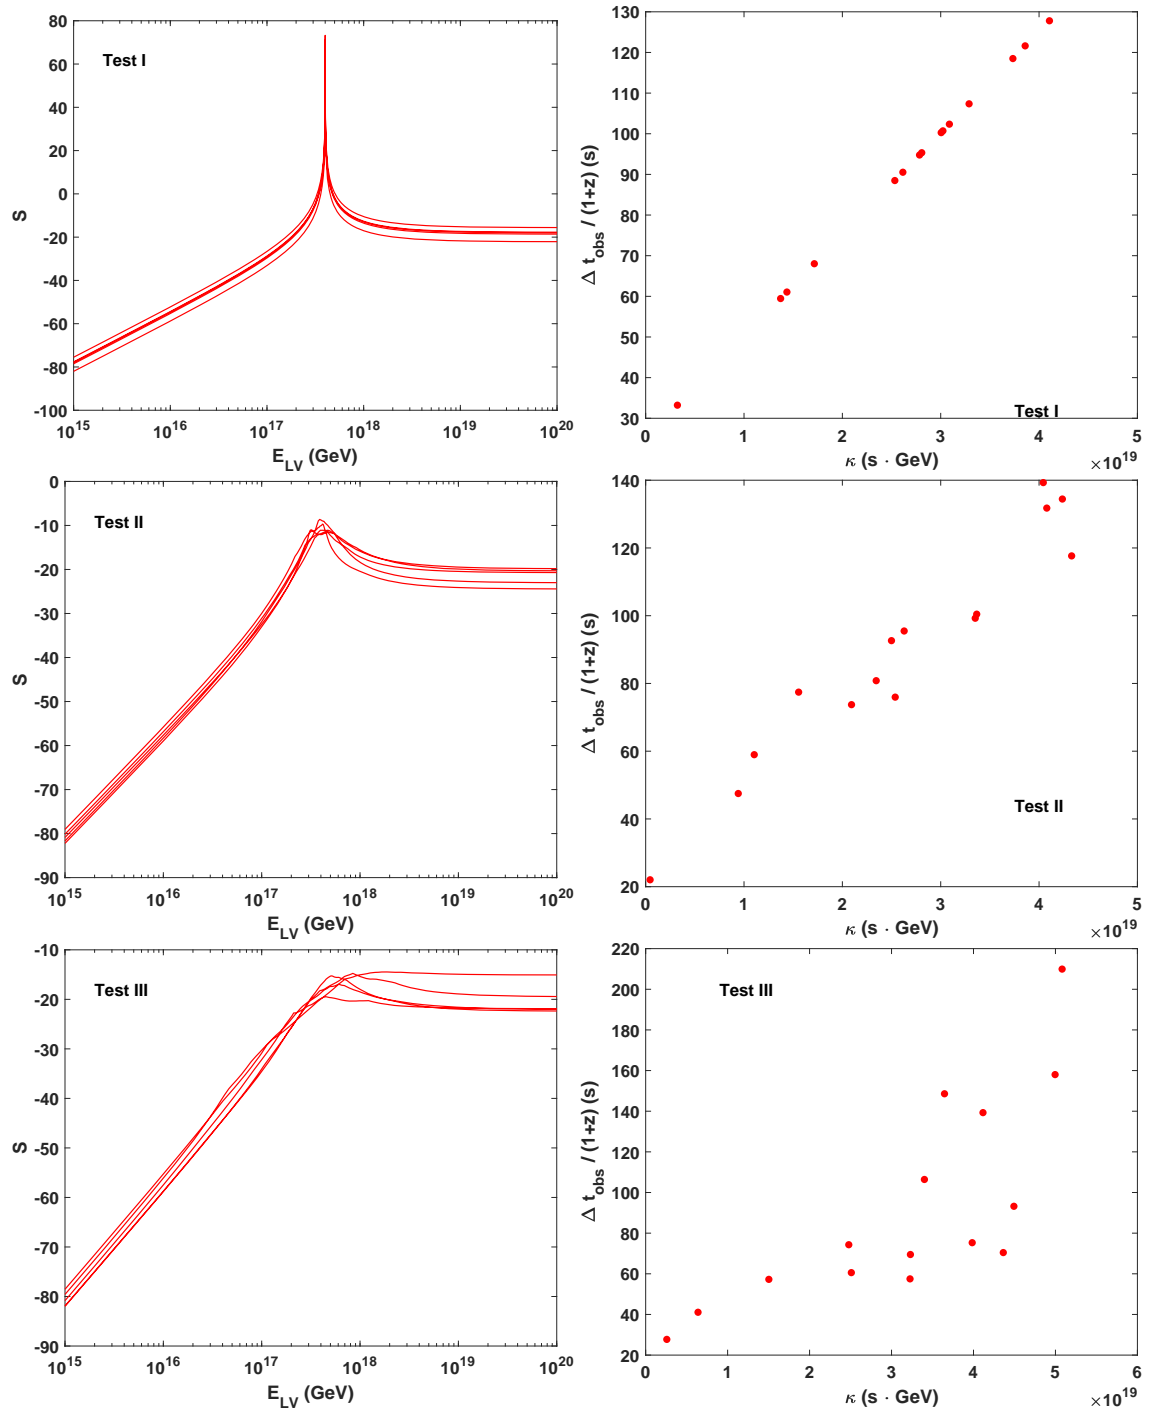 80
60
40
20
0
-20
-40
-60
-80
-100
S
Test I
10^15 10^16 10^17 10^18 10^19 10^20
E_LV (GeV)
130
120
110
100
90
80
70
60
50
40
30
Δ t_obs / (1+z) (s)
Test I
0 1 2 3 4 5
κ (s · GeV) ×10^19
0
-10
-20
-30
-40
-50
-60
-70
-80
-90
S
Test II
10^15 10^16 10^17 10^18 10^19 10^20
E_LV (GeV)
140
120
100
80
60
40
20
Δ t_obs / (1+z) (s)
Test II
0 1 2 3 4 5
κ (s · GeV) ×10^19
-10
-20
-30
-40
-50
-60
-70
-80
-90
S
Test III
10^15 10^16 10^17 10^18 10^19 10^20
E_LV (GeV)
220
200
180
160
140
120
100
80
60
40
20
Δ t_obs / (1+z) (s)
Test III
0 1 2 3 4 5 6
κ (s · GeV) ×10^19